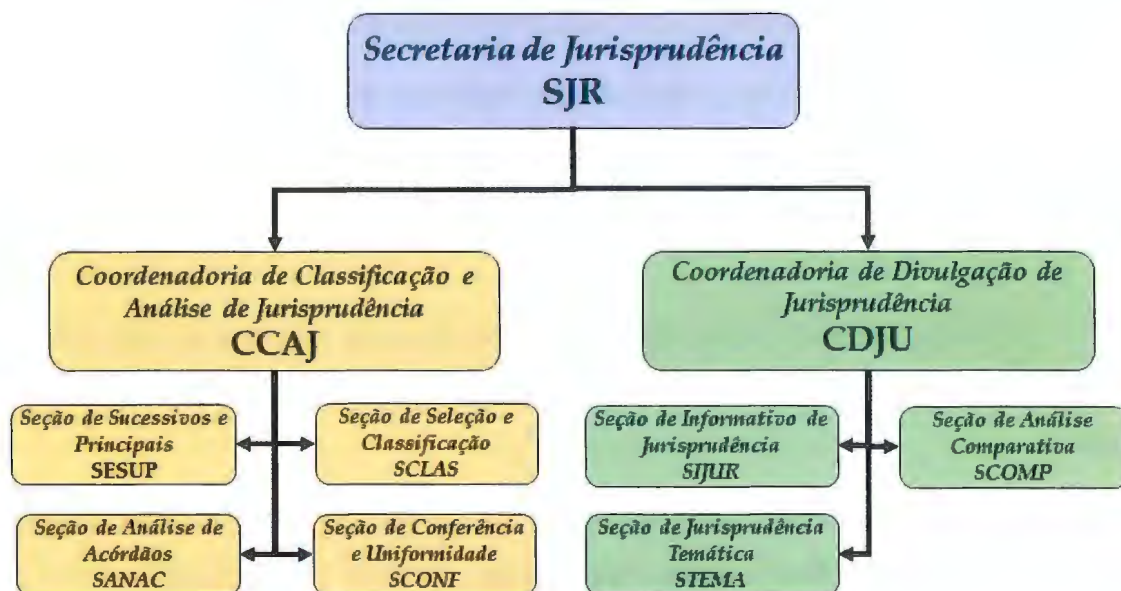 Secretaria de Jurisprudência
SJR
Coordenadoria de Classificação e
Análise de Jurisprudência
CCAJ
Coordenadoria de Divulgação de
Jurisprudência
CDJU
Seção de Sucessivos e
Principais
SESUP
Seção de Seleção e
Classificação
SCLAS
Seção de Informativo de
Jurisprudência
SIJUR
Seção de Análise
Comparativa
SCOMP
Seção de Análise de
Acórdãos
SANAC
Seção de Conferência
e Uniformidade
SCONF
Seção de Jurisprudência
Temática
STEMA